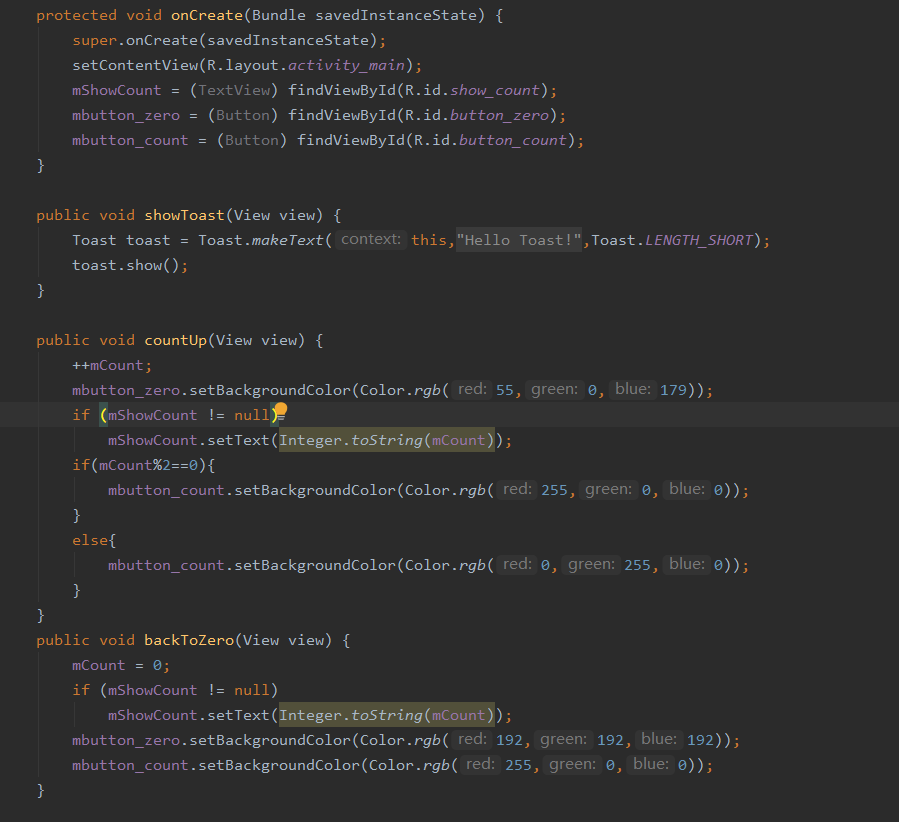 protected void onCreate(Bundle savedInstanceState) {
    super.onCreate(savedInstanceState);
    setContentView(R.layout.activity_main);
    mShowCount = (TextView) findViewById(R.id.show_count);
    mbutton_zero = (Button) findViewById(R.id.button_zero);
    mbutton_count = (Button) findViewById(R.id.button_count);
}
public void showToast(View view) {
    Toast toast = Toast.makeText( context: this,"Hello Toast!",Toast.LENGTH_SHORT);
    toast.show();
}
public void countUp(View view) {
    ++mCount;
    mbutton_zero.setBackgroundColor(Color.rgb( red: 55, green: 0, blue: 179));
    if (mShowCount != null)
        mShowCount.setText(Integer.toString(mCount));
    if(mCount%2==0){
        mbutton_count.setBackgroundColor(Color.rgb( red: 255, green: 0, blue: 0));
    }
    else{
        mbutton_count.setBackgroundColor(Color.rgb( red: 0, green: 255, blue: 0));
    }
}
public void backToZero(View view) {
    mCount = 0;
    if (mShowCount != null)
        mShowCount.setText(Integer.toString(mCount));
    mbutton_zero.setBackgroundColor(Color.rgb( red: 192, green: 192, blue: 192));
    mbutton_count.setBackgroundColor(Color.rgb( red: 255, green: 0, blue: 0));
}